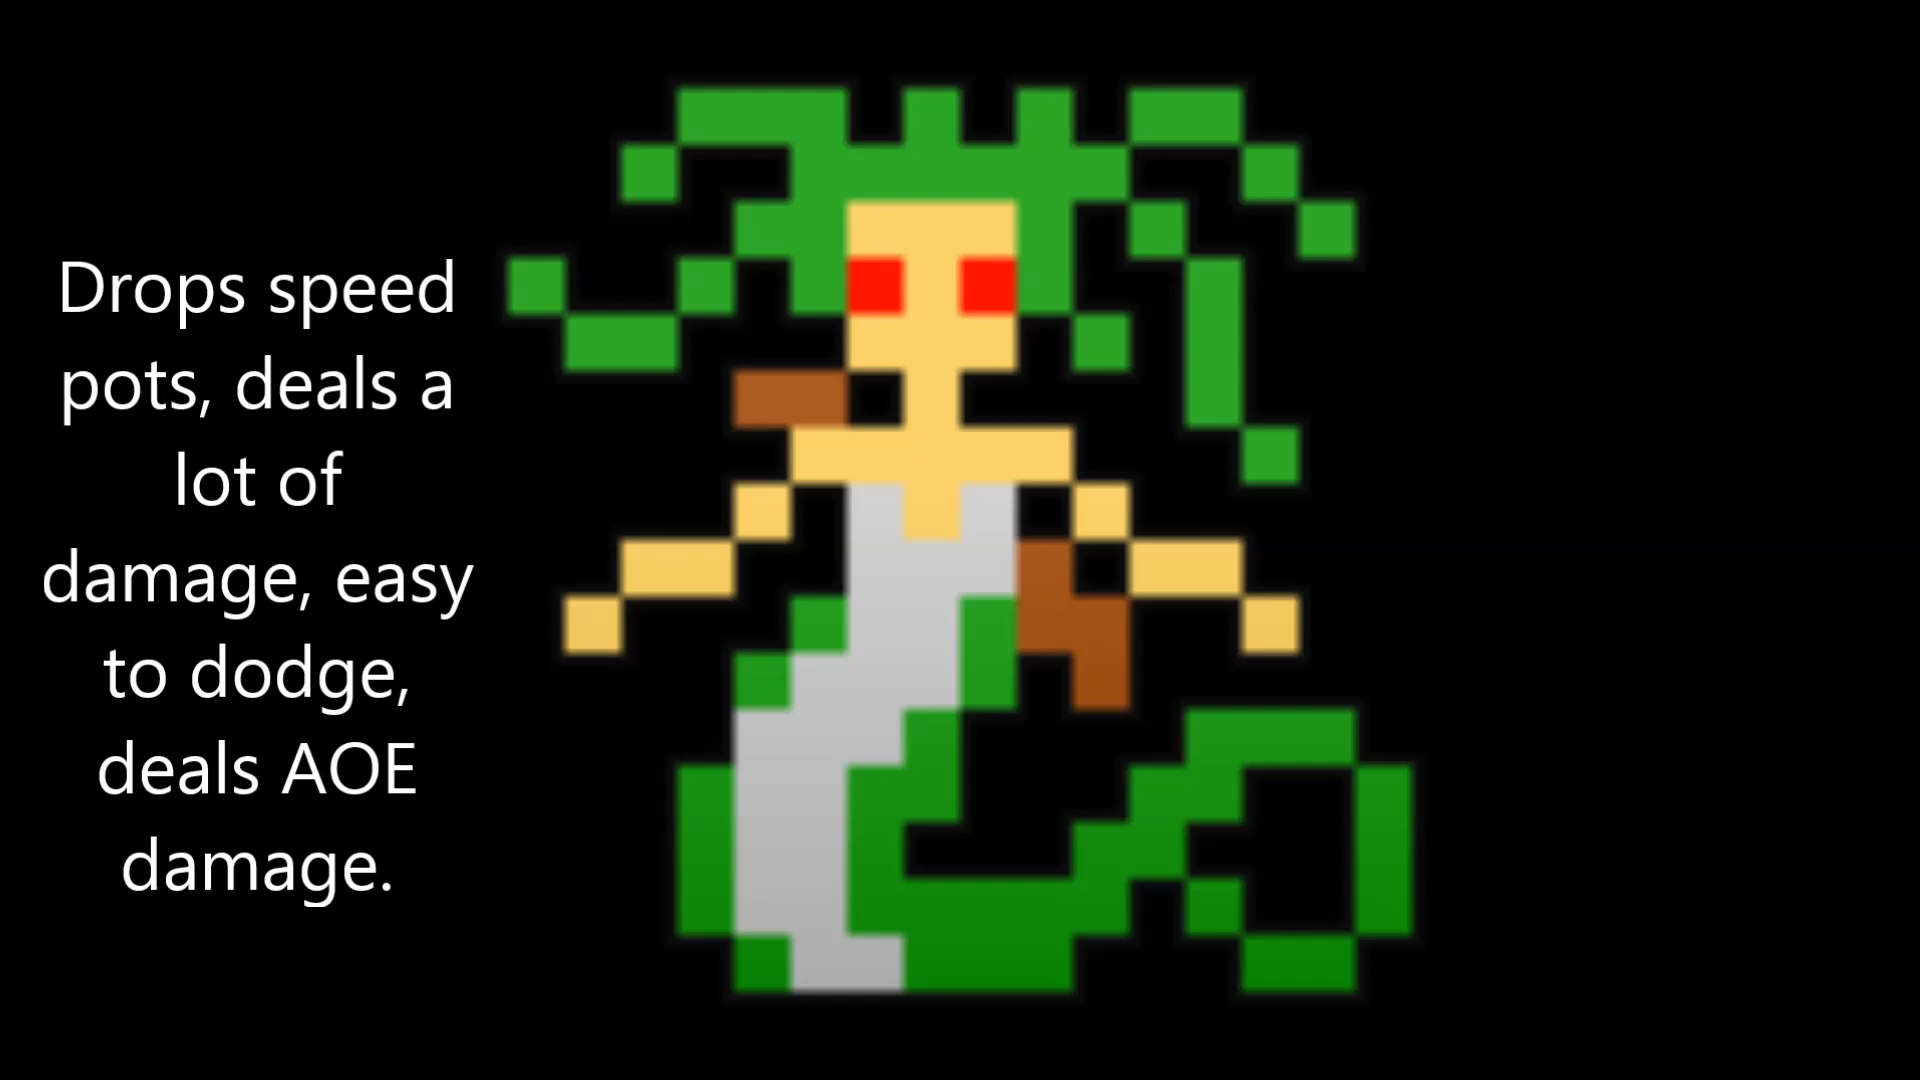 Drops speed
pots, deals a
lot of
damage, easy
to dodge,
deals AOE
damage.